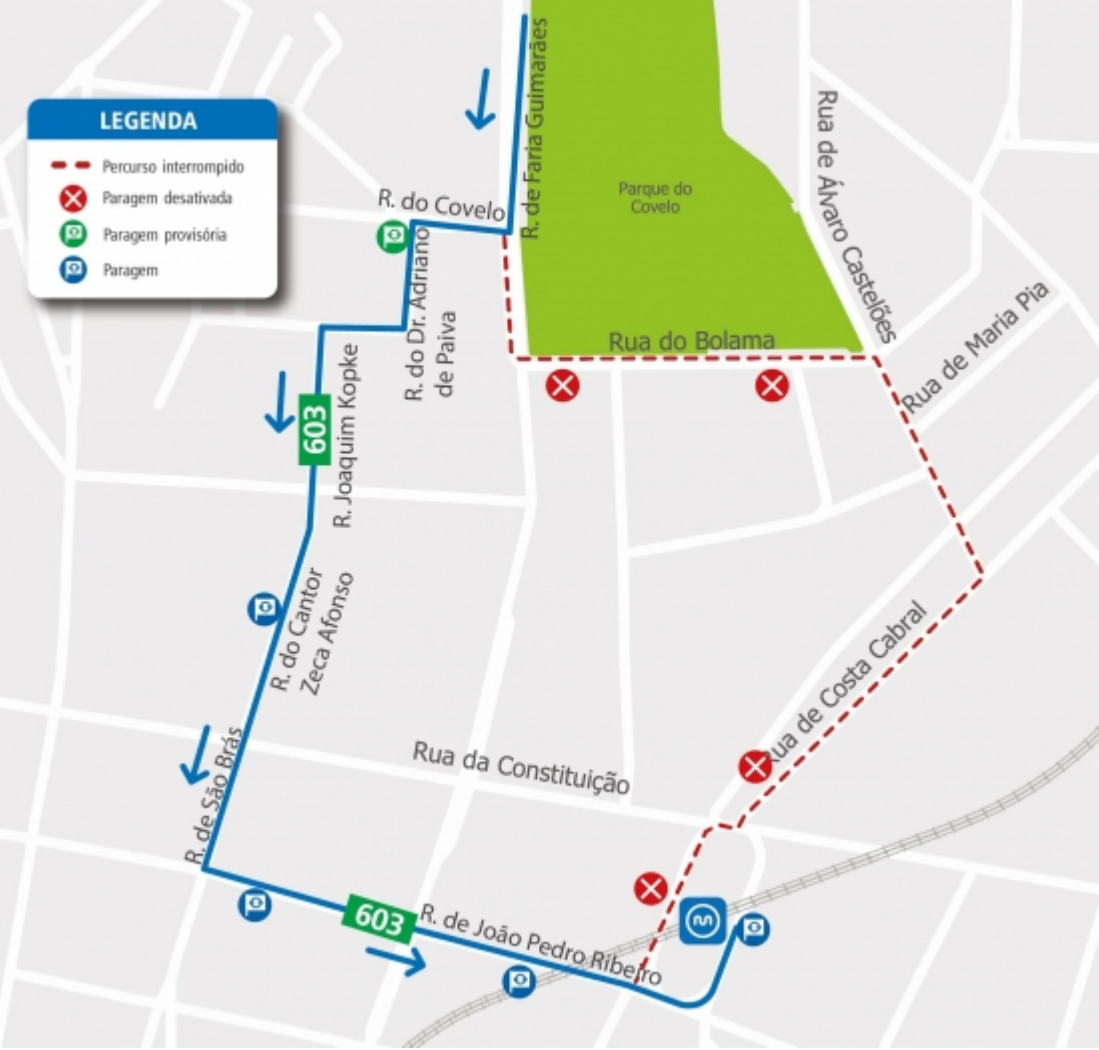 LEGENDA
Percurso interrompido
Paragem desativada
Paragem provisória
Paragem
R. de Faria Guimarães
Rua de Álvaro Castelões
Parque do
Covelo
R. do Covelo
R. do Dr. Adriano
de Paiva
Rua de Maria Pia
Rua do Bolama
603
R. Joaquim Kopke
R. do Cantor
Zeca Afonso
Rua de Costa Cabral
R. de São Brás
Rua da Constituição
603
R. de João Pedro Ribeiro